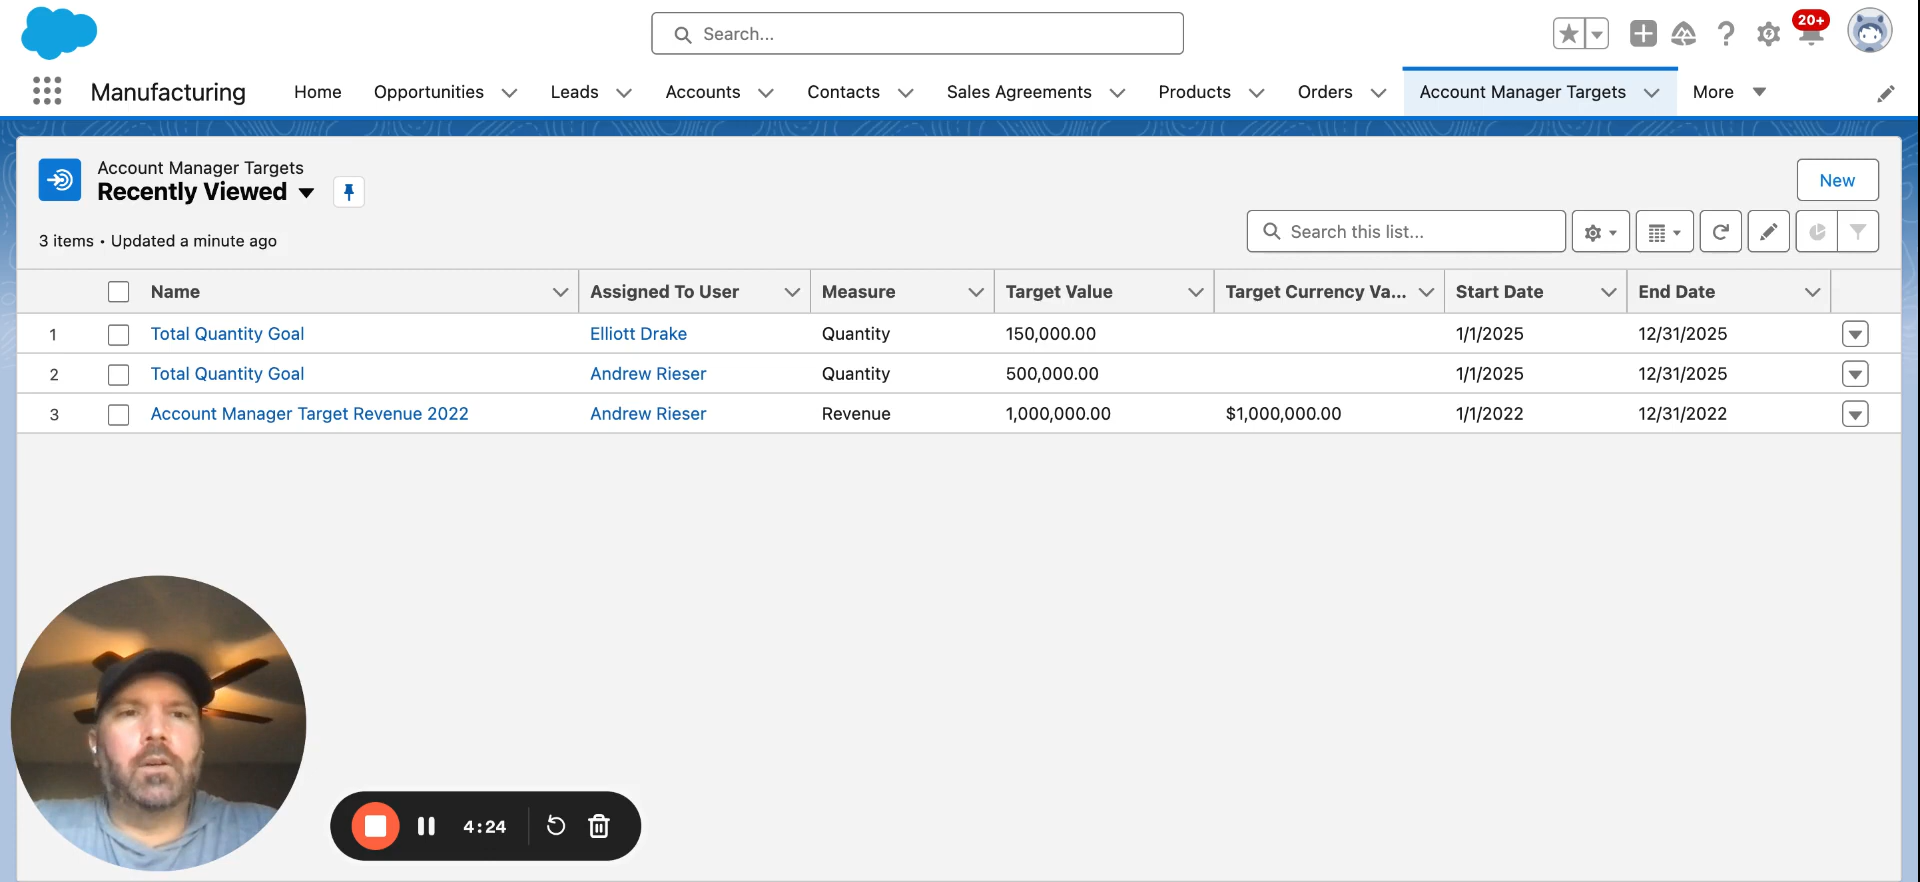 Search...
20+
Manufacturing Home Opportunities Leads Accounts Contacts Sales Agreements Products Orders Account Manager Targets More
Account Manager Targets
Recently Viewed
New
3 items • Updated a minute ago
Search this list...
Name Assigned To User Measure Target Value Target Currency Va... Start Date End Date
1 Total Quantity Goal Elliott Drake Quantity 150,000.00 1/1/2025 12/31/2025
2 Total Quantity Goal Andrew Rieser Quantity 500,000.00 1/1/2025 12/31/2025
3 Account Manager Target Revenue 2022 Andrew Rieser Revenue 1,000,000.00 $1,000,000.00 1/1/2022 12/31/2022
4:24